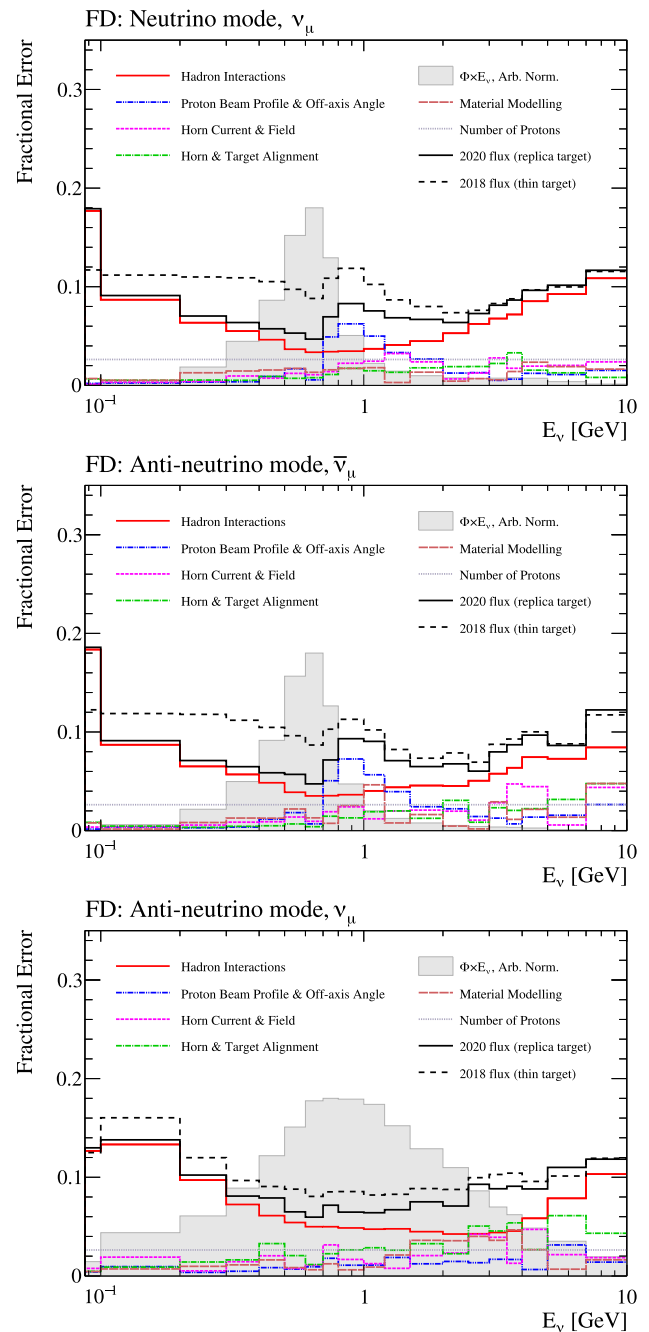 FD: Neutrino mode, νμ
Fractional Error
0.3
0.2
0.1
0
Hadron Interactions
Proton Beam Profile & Off-axis Angle
Horn Current & Field
Horn & Target Alignment
Φ×Eν, Arb. Norm.
Material Modelling
Number of Protons
2020 flux (replica target)
2018 flux (thin target)
10⁻¹ 1 10
Eν [GeV]
FD: Anti-neutrino mode, ν̅μ
Fractional Error
0.3
0.2
0.1
0
Hadron Interactions
Proton Beam Profile & Off-axis Angle
Horn Current & Field
Horn & Target Alignment
Φ×Eν, Arb. Norm.
Material Modelling
Number of Protons
2020 flux (replica target)
2018 flux (thin target)
10⁻¹ 1 10
Eν [GeV]
FD: Anti-neutrino mode, νμ
Fractional Error
0.3
0.2
0.1
0
Hadron Interactions
Proton Beam Profile & Off-axis Angle
Horn Current & Field
Horn & Target Alignment
Φ×Eν, Arb. Norm.
Material Modelling
Number of Protons
2020 flux (replica target)
2018 flux (thin target)
10⁻¹ 1 10
Eν [GeV]